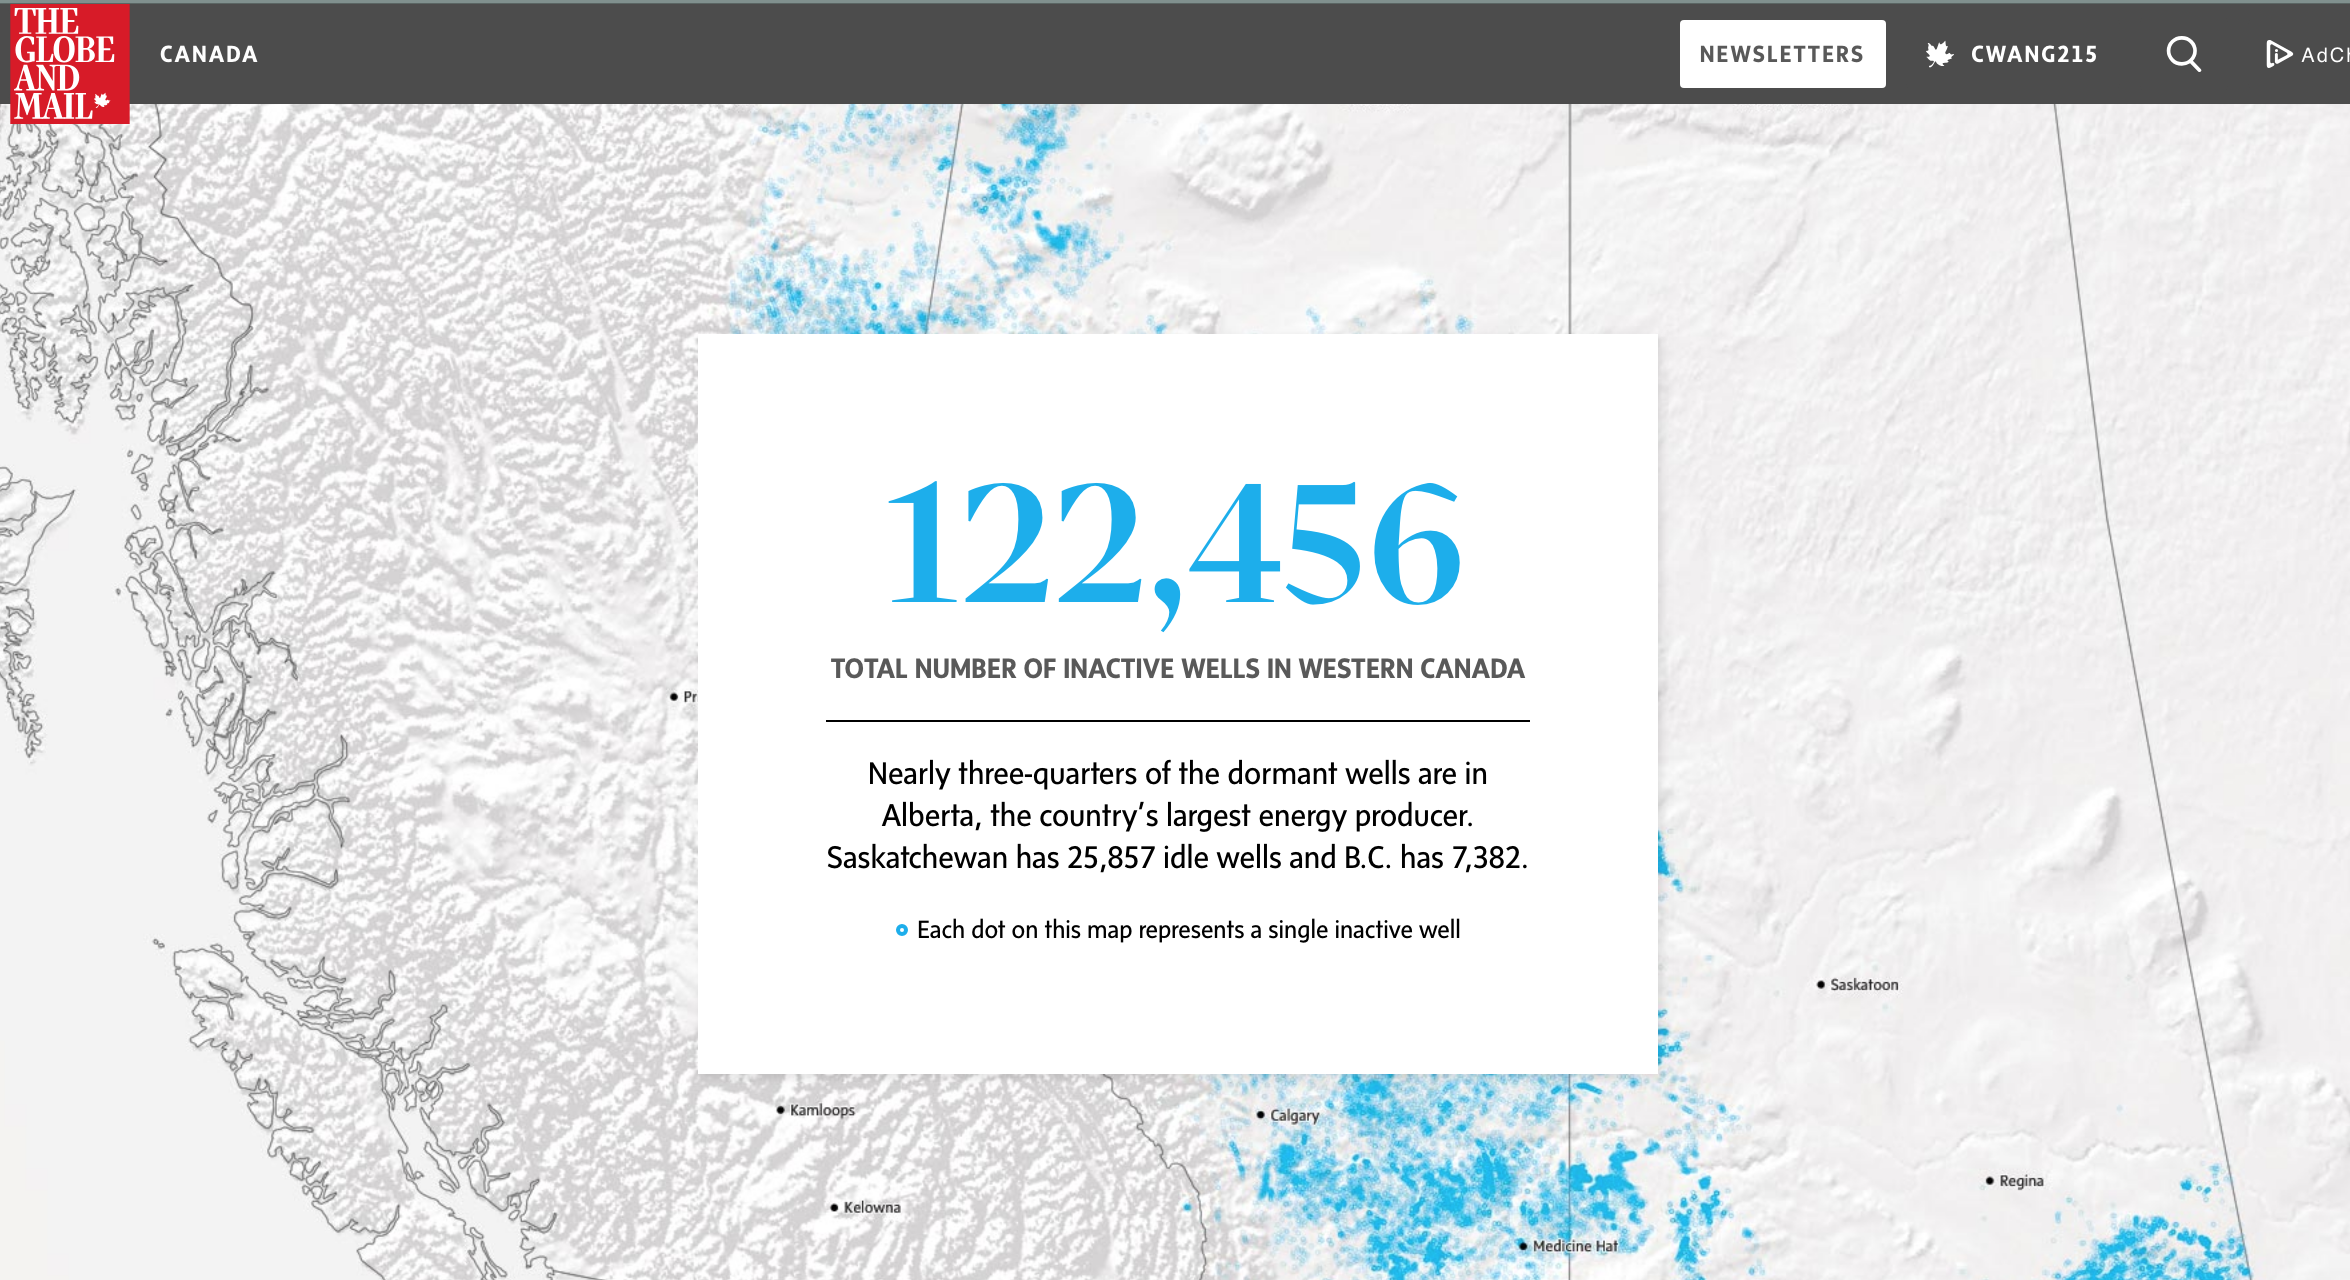 THE
GLOBE
AND
MAIL
CANADA
NEWSLETTERS
CWANG215
122,456
TOTAL NUMBER OF INACTIVE WELLS IN WESTERN CANADA
Nearly three-quarters of the dormant wells are in
Alberta, the country's largest energy producer.
Saskatchewan has 25,857 idle wells and B.C. has 7,382.
Each dot on this map represents a single inactive well
Saskatoon
Kamloops
Calgary
Regina
Kelowna
Medicine Hat